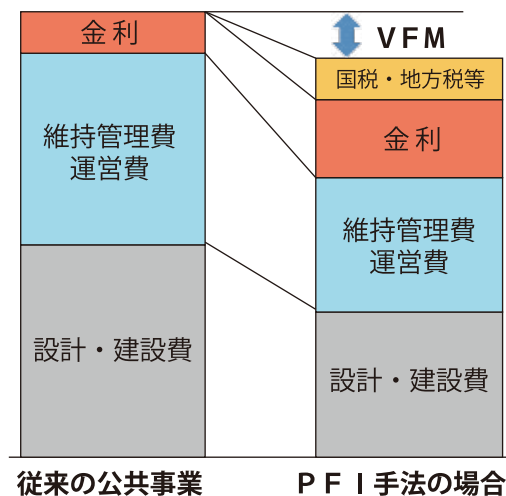 金利
維持管理費
運営費
設計・建設費
従来の公共事業
VFM
国税・地方税等
金利
維持管理費
運営費
設計・建設費
PFI手法の場合